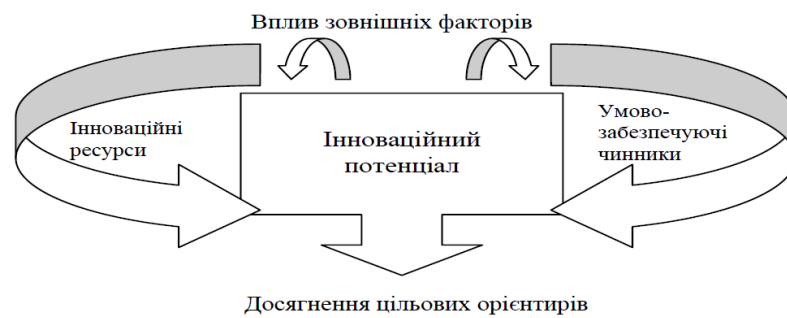 Вплив зовнішніх факторів
Інноваційні
ресурси
Інноваційний
потенціал
Умово-
забезпечуючі
чинники
Досягнення цільових орієнтирів